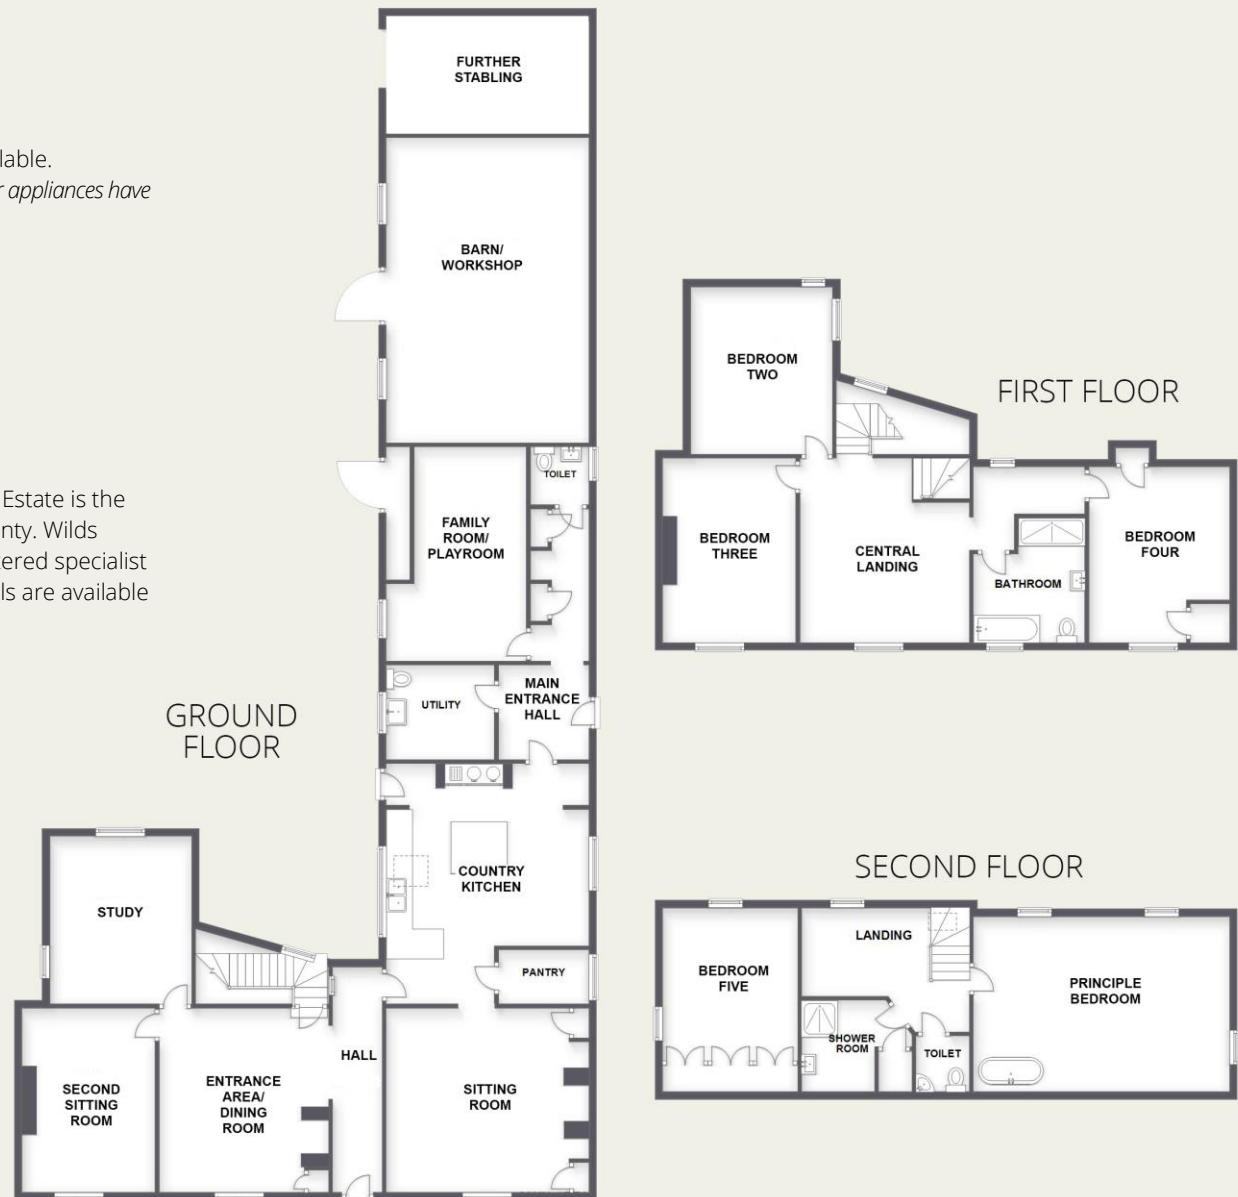 lable.
r appliances have
Estate is the
nty. Wilds
tered specialist
ls are available
GROUND
FLOOR
FURTHER
STABLING
BARN/
WORKSHOP
TOILET
FAMILY
ROOM/
PLAYROOM
UTILITY
MAIN
ENTRANCE
HALL
COUNTRY
KITCHEN
PANTRY
STUDY
HALL
SECOND
SITTING
ROOM
ENTRANCE
AREA/
DINING
ROOM
SITTING
ROOM
FIRST FLOOR
BEDROOM
TWO
BEDROOM
THREE
CENTRAL
LANDING
BATHROOM
BEDROOM
FOUR
SECOND FLOOR
BEDROOM
FIVE
LANDING
SHOWER
ROOM
TOILET
PRINCIPLE
BEDROOM